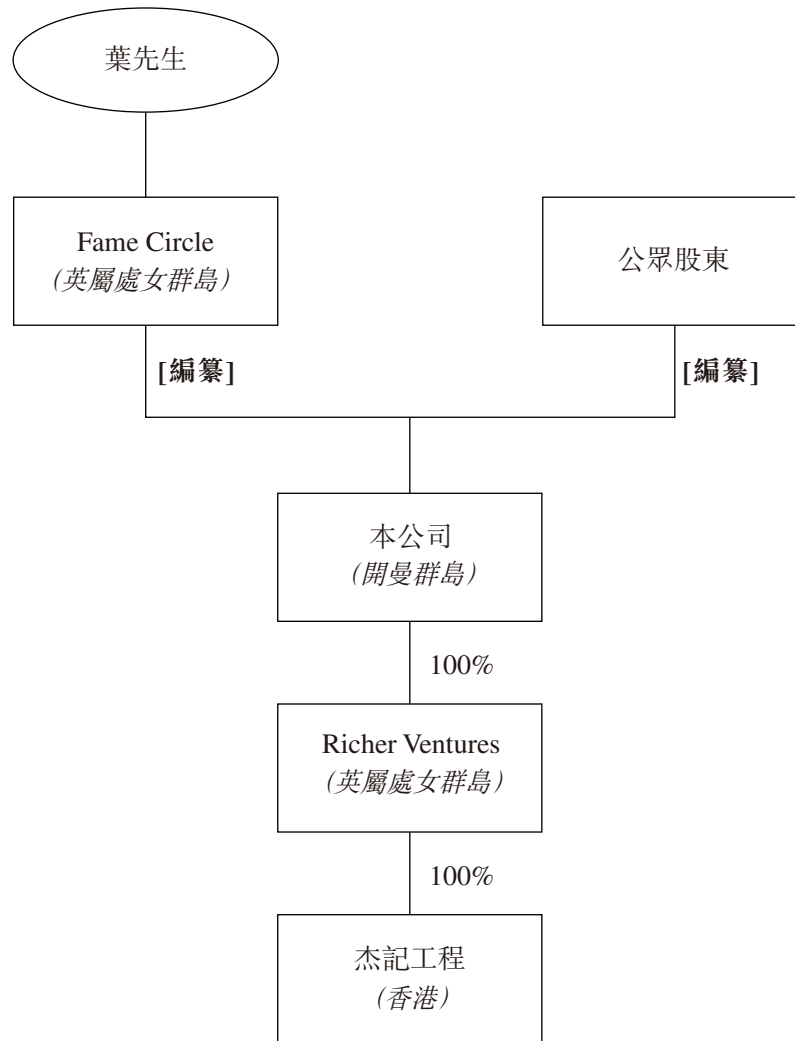 葉先生
Fame Circle
(英屬處女群島)
公眾股東
[編纂]
[編纂]
本公司
(開曼群島)
100%
Richer Ventures
(英屬處女群島)
100%
杰記工程
(香港)